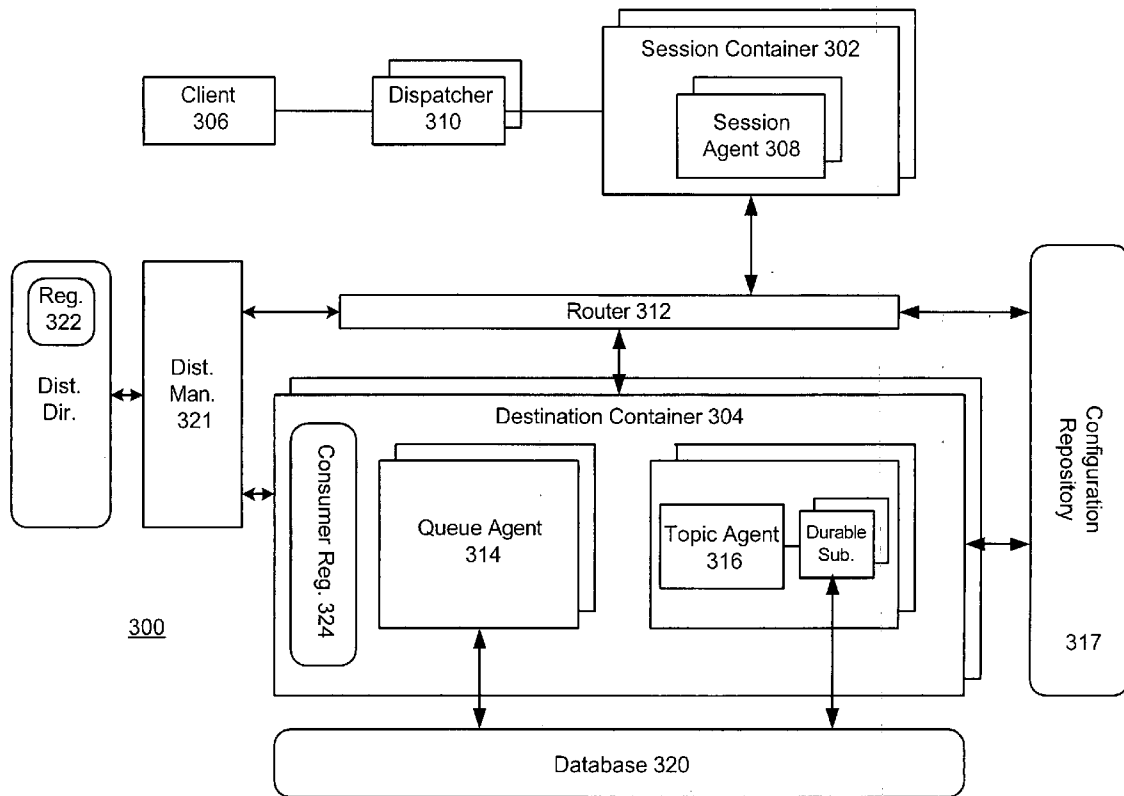 Session Container 302
Client
306
Dispatcher
310
Session
Agent 308
Reg.
322
Dist.
Dir.
Dist.
Man.
321
Router 312
Configuration
Repository
317
Destination Container 304
Consumer Reg. 324
Queue Agent
314
Topic Agent
316
Durable
Sub.
300
Database 320